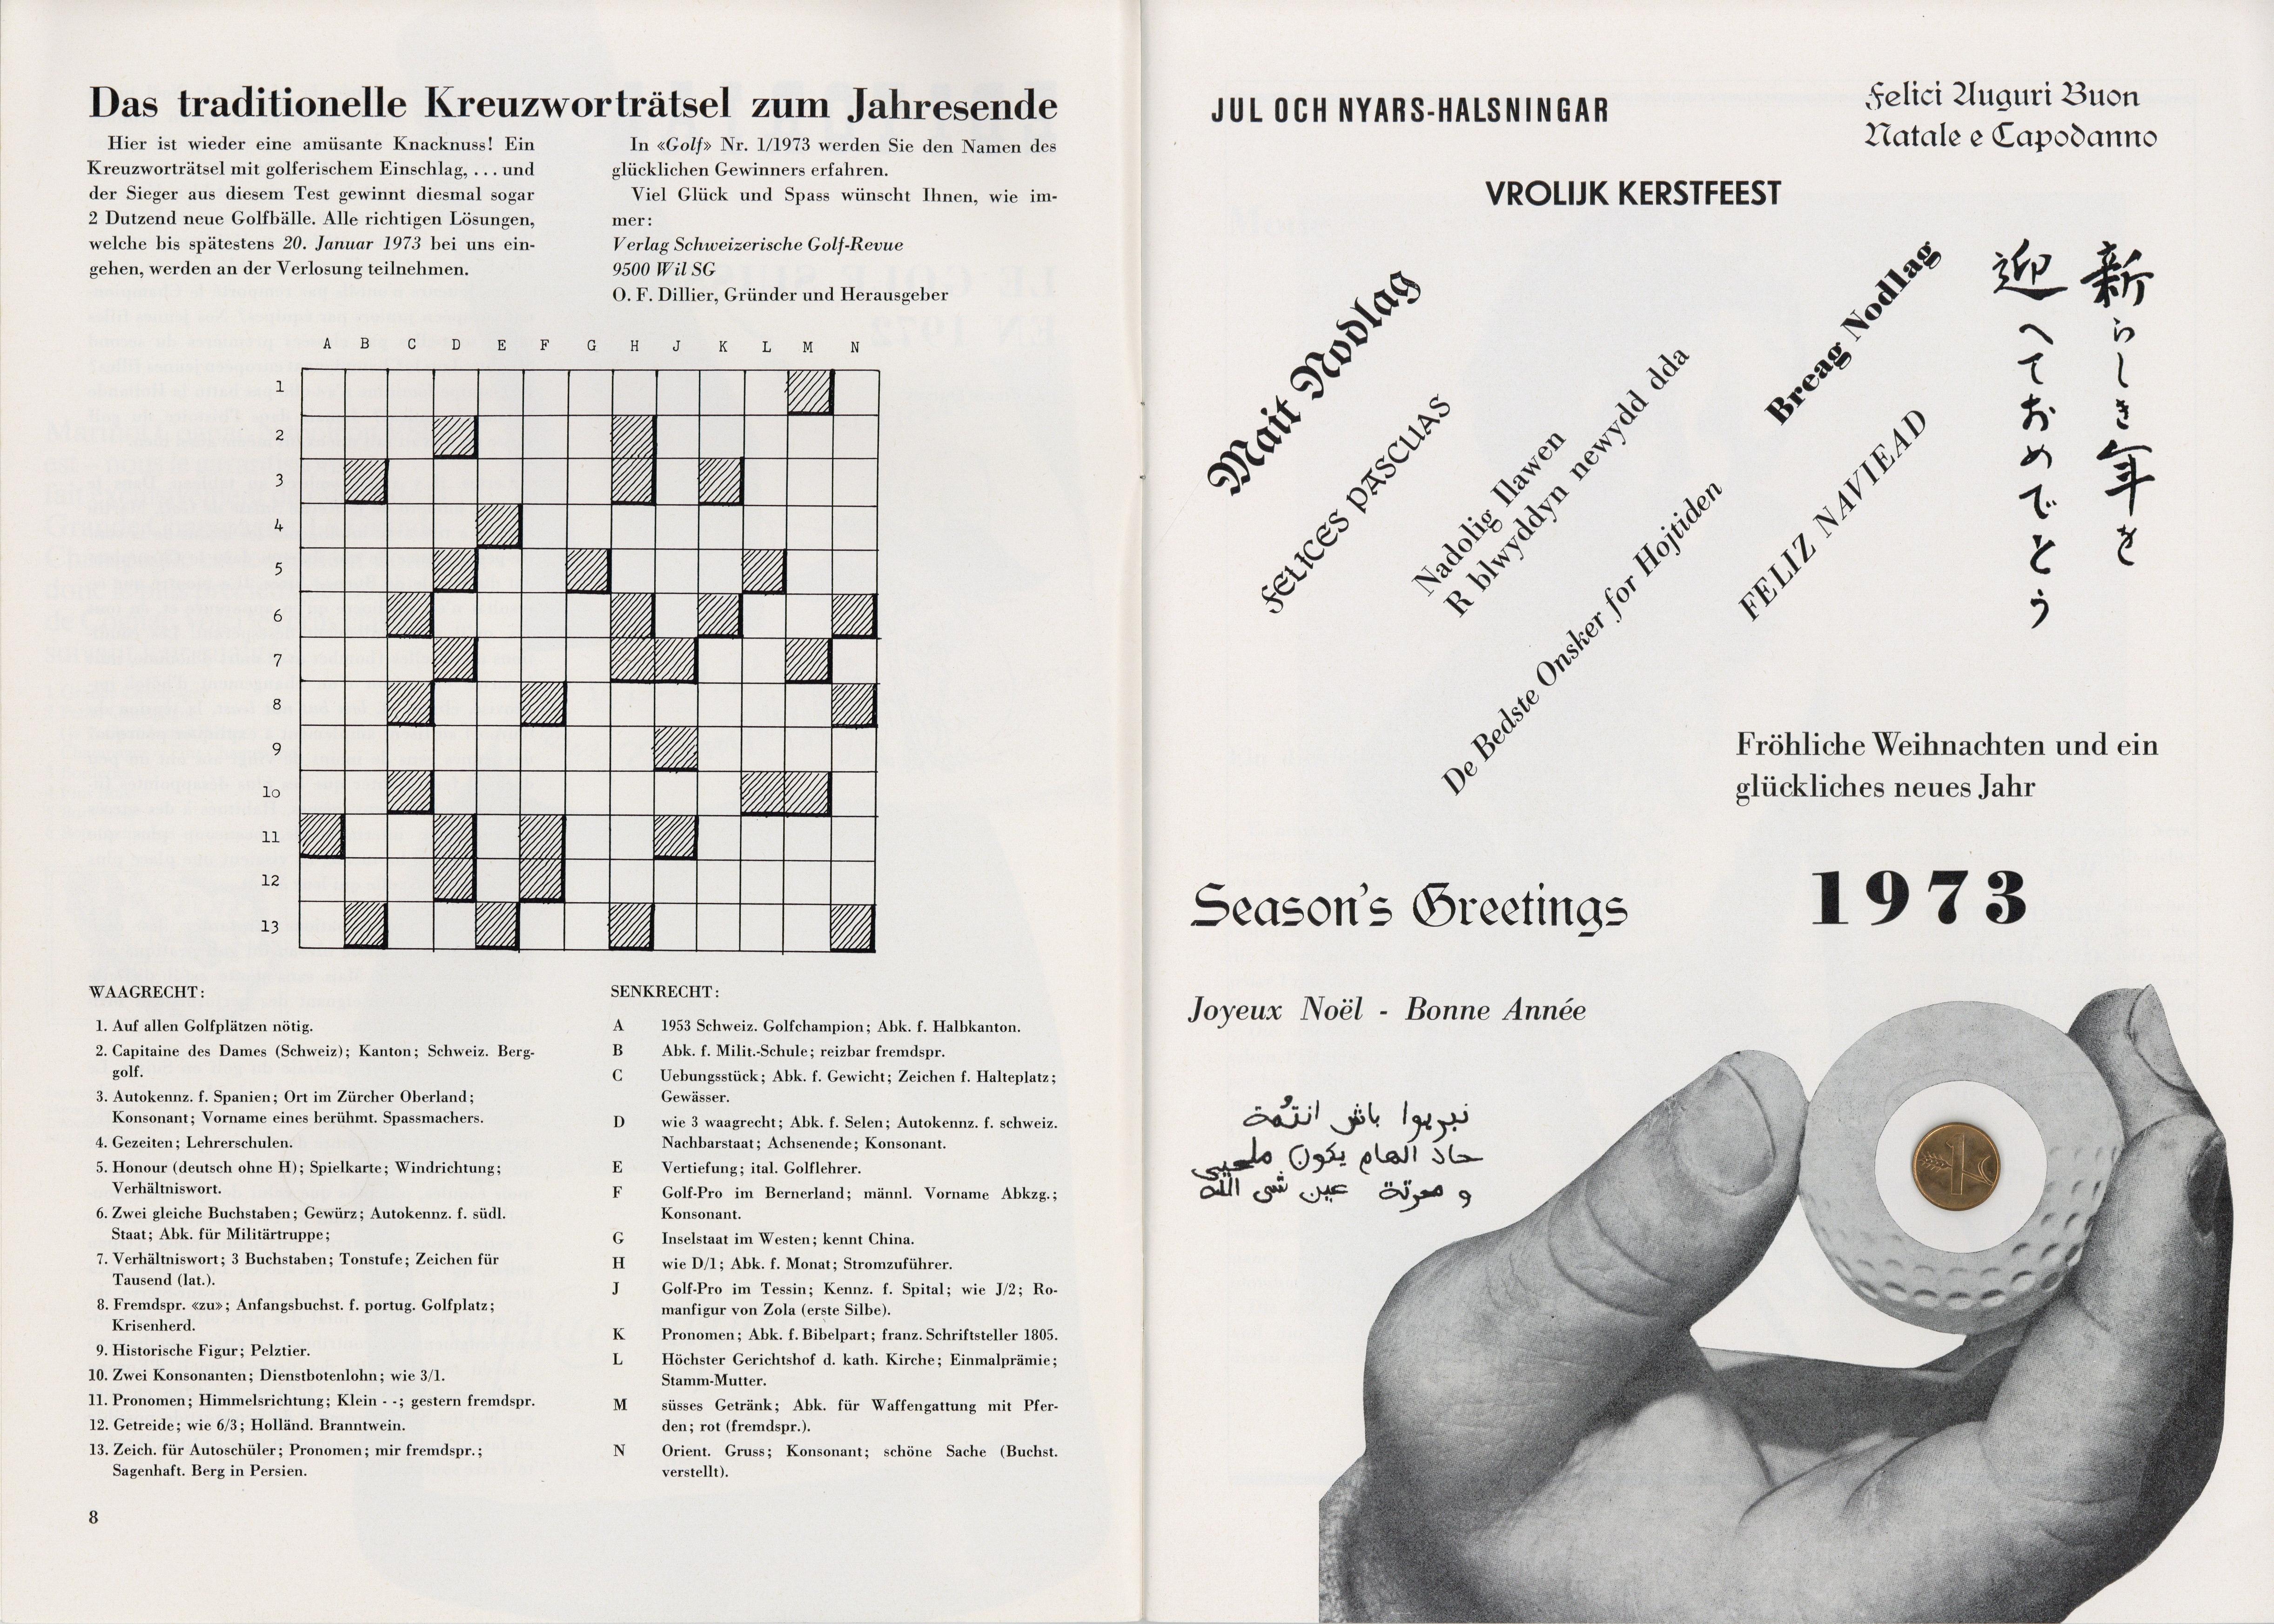 Das traditionelle Kreuzworträtsel zum Jahresende
Hier ist wieder eine amüsante Knacknuss! Ein
Kreuzworträtsel mit golferischem Einschlag, ... und
der Sieger aus diesem Test gewinnt diesmal sogar
2 Dutzend neue Golfbälle. Alle richtigen Lösungen,
welche bis spätestens 20. Januar 1973 bei uns ein-
gehen, werden an der Verlosung teilnehmen.
In «Golf» Nr. 1/1973 werden Sie den Namen des
glücklichen Gewinners erfahren.
Viel Glück und Spass wünscht Ihnen, wie im-
mer:
Verlag Schweizerische Golf-Revue
9500 Wil SG
O. F. Dillier, Gründer und Herausgeber
A B C D E F G H J K L M N
1
2
3
4
5
6
7
8
9
10
11
12
13
WAAGRECHT:
1. Auf allen Golfplätzen nötig.
2. Capitaine des Dames (Schweiz); Kanton; Schweiz. Berg-
golf.
3. Autokennz. f. Spanien; Ort im Zürcher Oberland;
Konsonant; Vorname eines berühmt. Spassmachers.
4. Gezeiten; Lehrerschulen.
5. Honour (deutsch ohne H); Spielkarte; Windrichtung;
Verhältniswort.
6. Zwei gleiche Buchstaben; Gewürz; Autokennz. f. südl.
Staat; Abk. für Militärtruppe;
7. Verhältniswort; 3 Buchstaben; Tonstufe; Zeichen für
Tausend (lat.).
8. Fremdspr. «zu»; Anfangsbuchst. f. portug. Golfplatz;
Krisenherd.
9. Historische Figur; Pelztier.
10. Zwei Konsonanten; Dienstbotenlohn; wie 3/1.
11. Pronomen; Himmelsrichtung; Klein - -; gestern fremdspr.
12. Getreide; wie 6/3; Holländ. Branntwein.
13. Zeich. für Autoschüler; Pronomen; mir fremdspr.;
Sagenhaft. Berg in Persien.
SENKRECHT:
A 1953 Schweiz. Golfchampion; Abk. f. Halbkanton.
B Abk. f. Milit.-Schule; reizbar fremdspr.
C Uebungsstück; Abk. f. Gewicht; Zeichen f. Halteplatz;
Gewässer.
D wie 3 waagrecht; Abk. f. Selen; Autokennz. f. schweiz.
Nachbarstaat; Achsenende; Konsonant.
E Vertiefung; ital. Golflehrer.
F Golf-Pro im Bernerland; männl. Vorname Abkzg.;
Konsonant.
G Inselstaat im Westen; kennt China.
H wie D/1; Abk. f. Monat; Stromzuführer.
J Golf-Pro im Tessin; Kennz. f. Spital; wie J/2; Ro-
manfigur von Zola (erste Silbe).
K Pronomen; Abk. f. Bibelpart; franz. Schriftsteller 1805.
L Höchster Gerichtshof d. kath. Kirche; Einmalprämie;
Stamm-Mutter.
M süsses Getränk; Abk. für Waffengattung mit Pfer-
den; rot (fremdspr.).
N Orient. Gruss; Konsonant; schöne Sache (Buchst.
verstellt).
8
JUL OCH NYARS-HALSNINGAR
Felici Auguri Buon
Natale e Capodanno
VROLIJK KERSTFEEST
Mait Nodlag
FELICES PASCUAS
Nadolig Ilawen
R blwyddyn newydd dda
De Bedste Onsker for Hojtiden
Breag Nodlag
FELIZ NAVIEAD
新らしき年を
迎へておめでとう
Fröhliche Weihnachten und ein
glückliches neues Jahr
Season's Greetings
1973
Joyeux Noël - Bonne Année
حاد العام يكون
عين شى الله
1